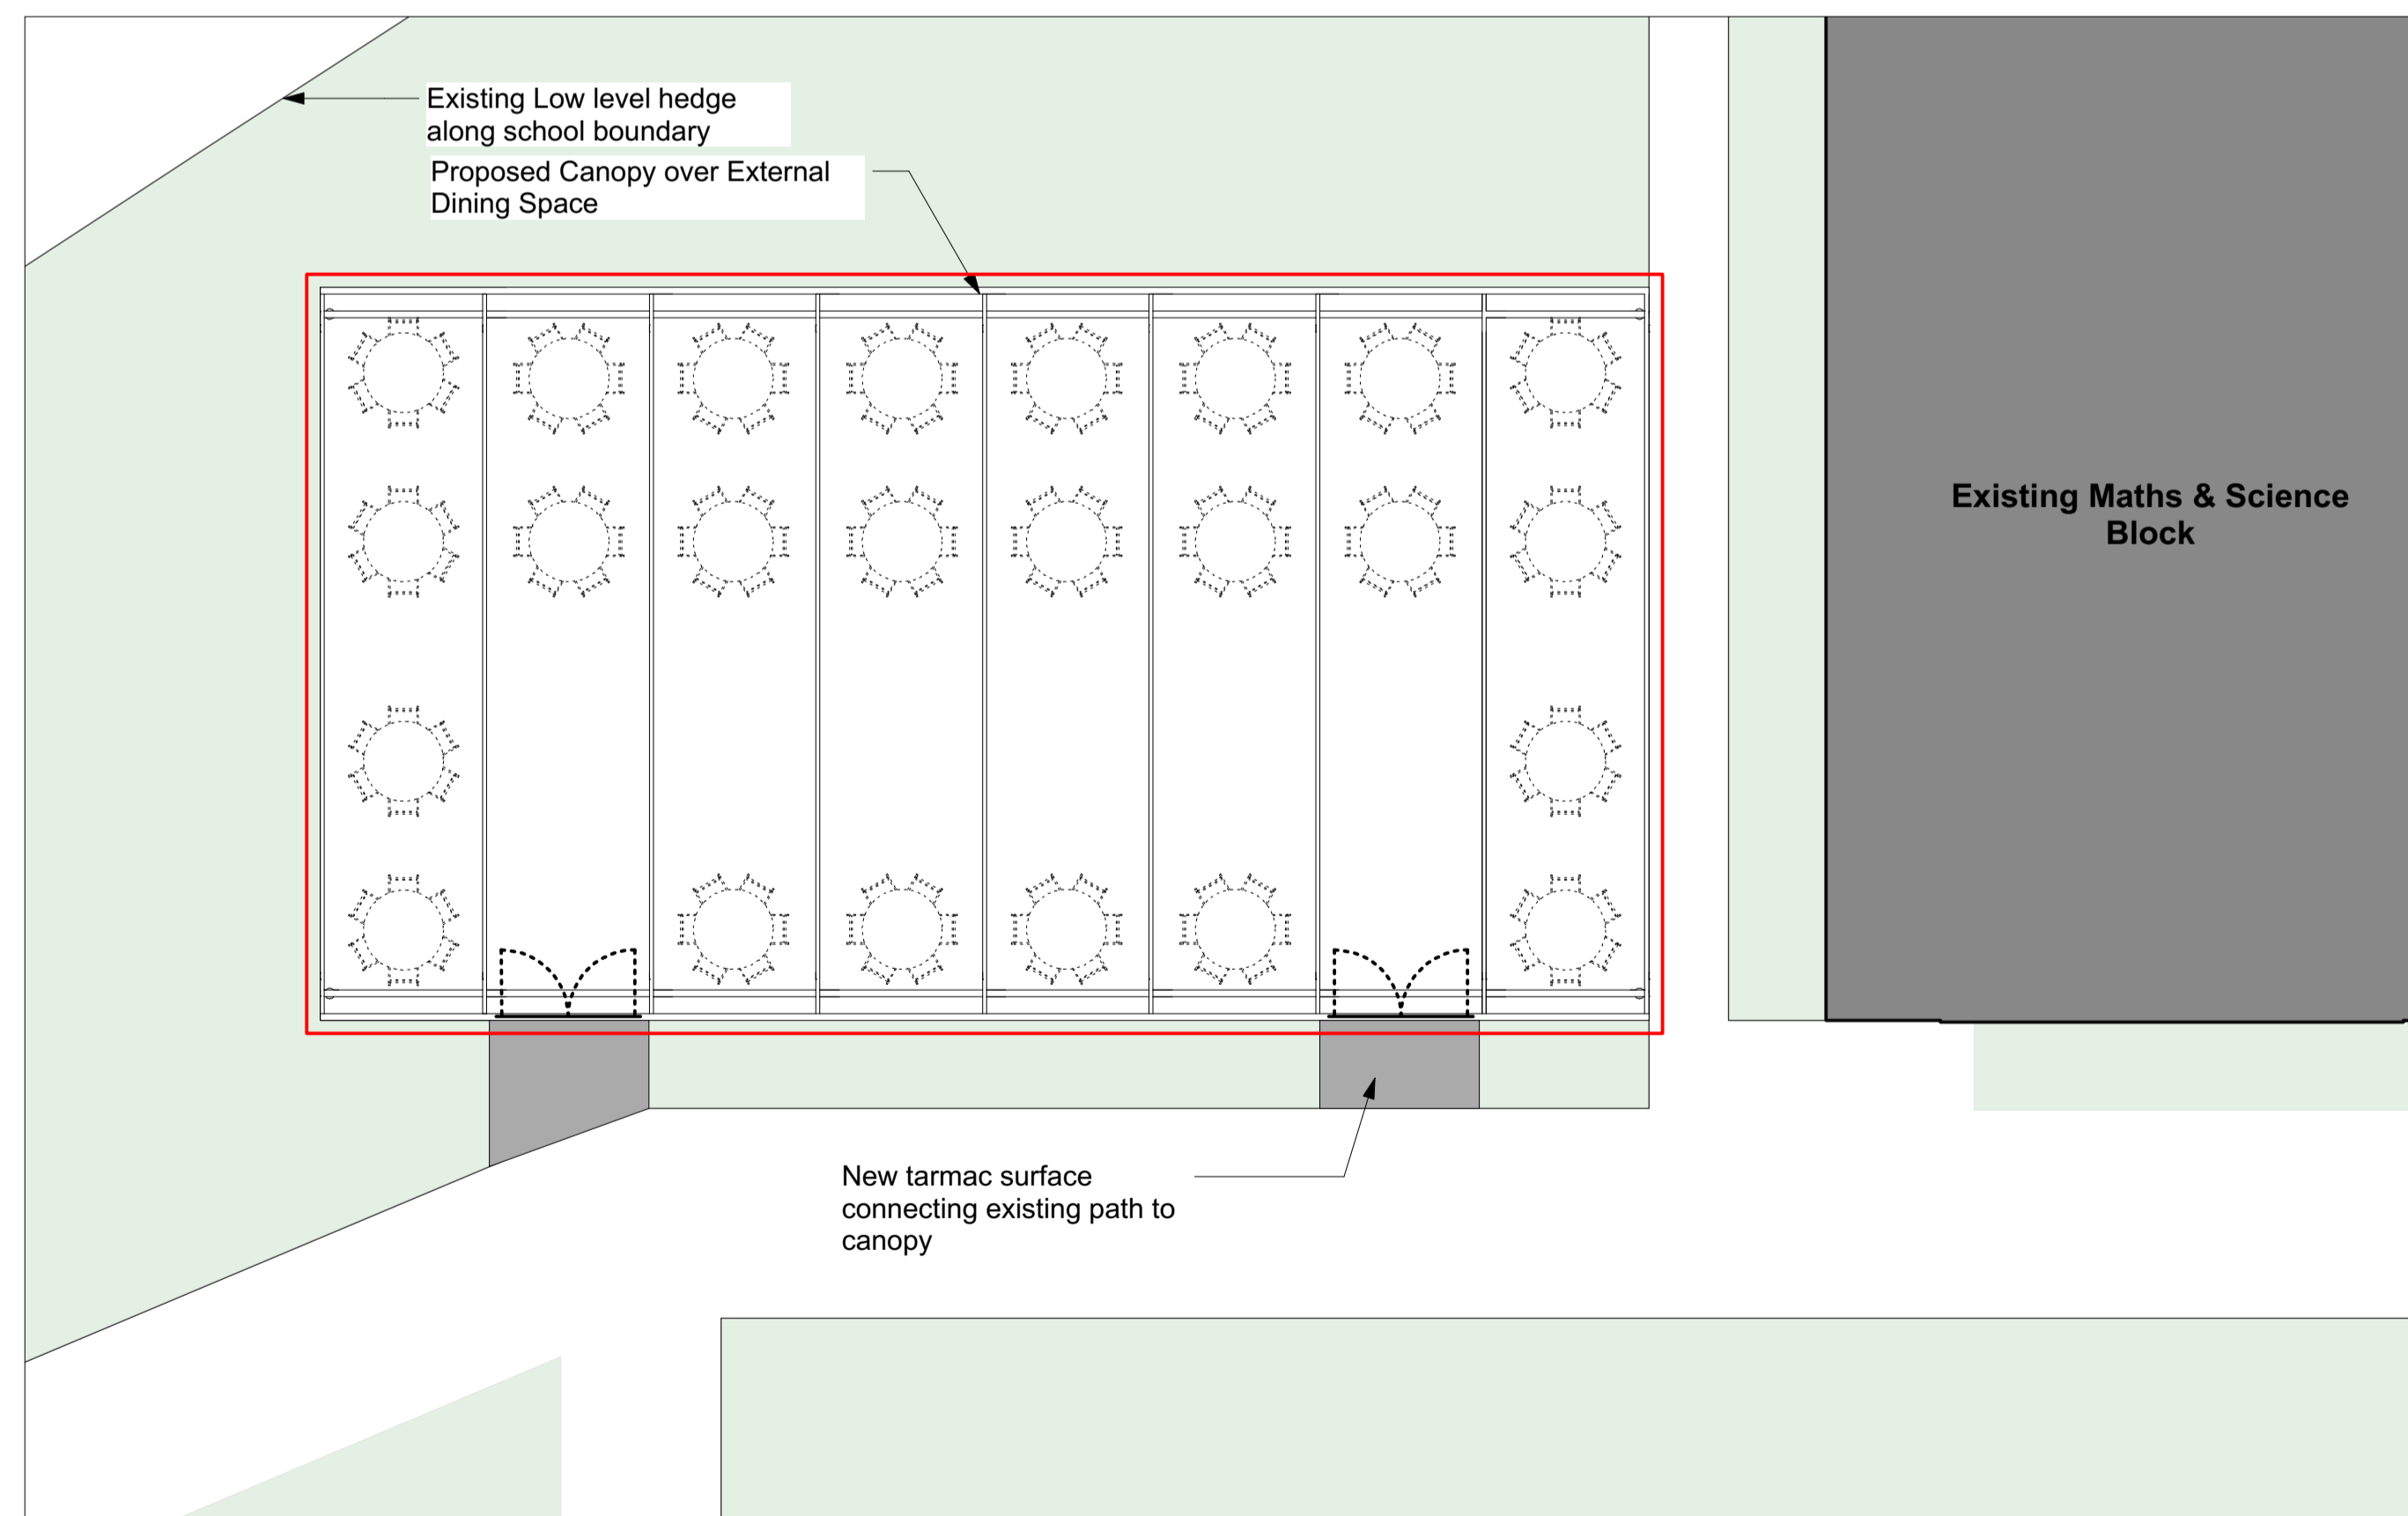 Existing Low level hedge
along school boundary
Proposed Canopy over External
Dining Space
Existing Maths & Science
Block
New tarmac surface
connecting existing path to
canopy